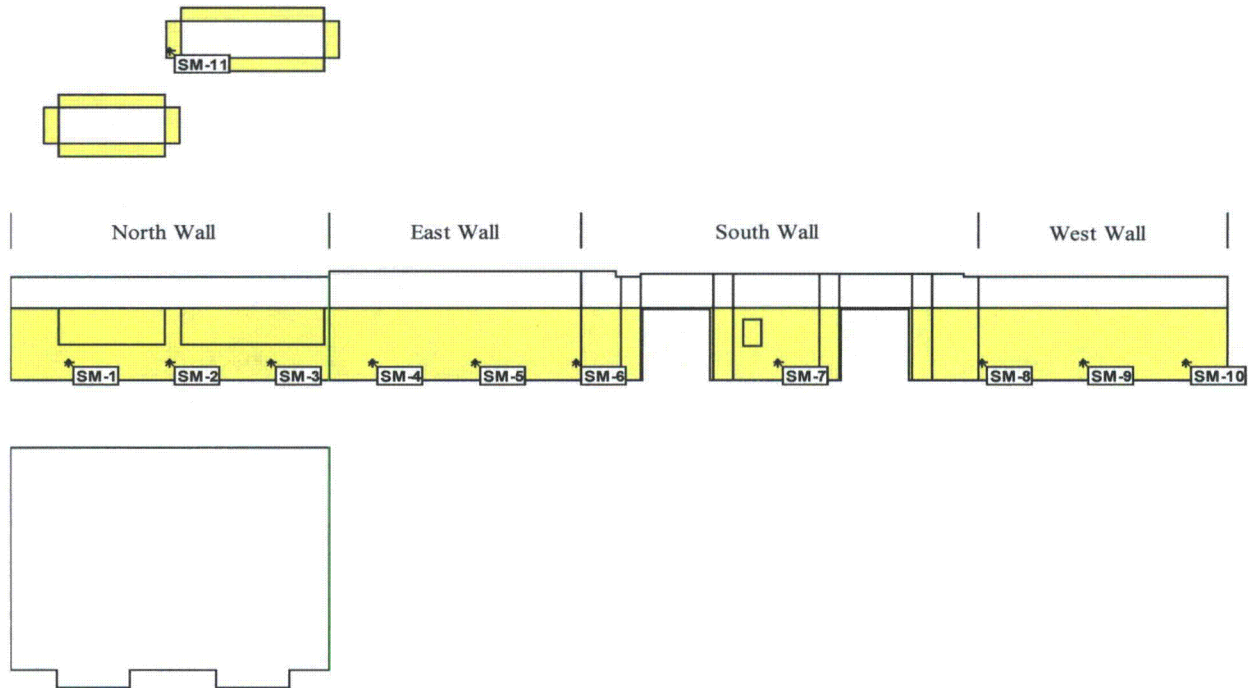 SM-11
North Wall
East Wall
South Wall
West Wall
SM-1
SM-2
SM-3
SM-4
SM-5
SM-6
SM-7
SM-8
SM-9
SM-10